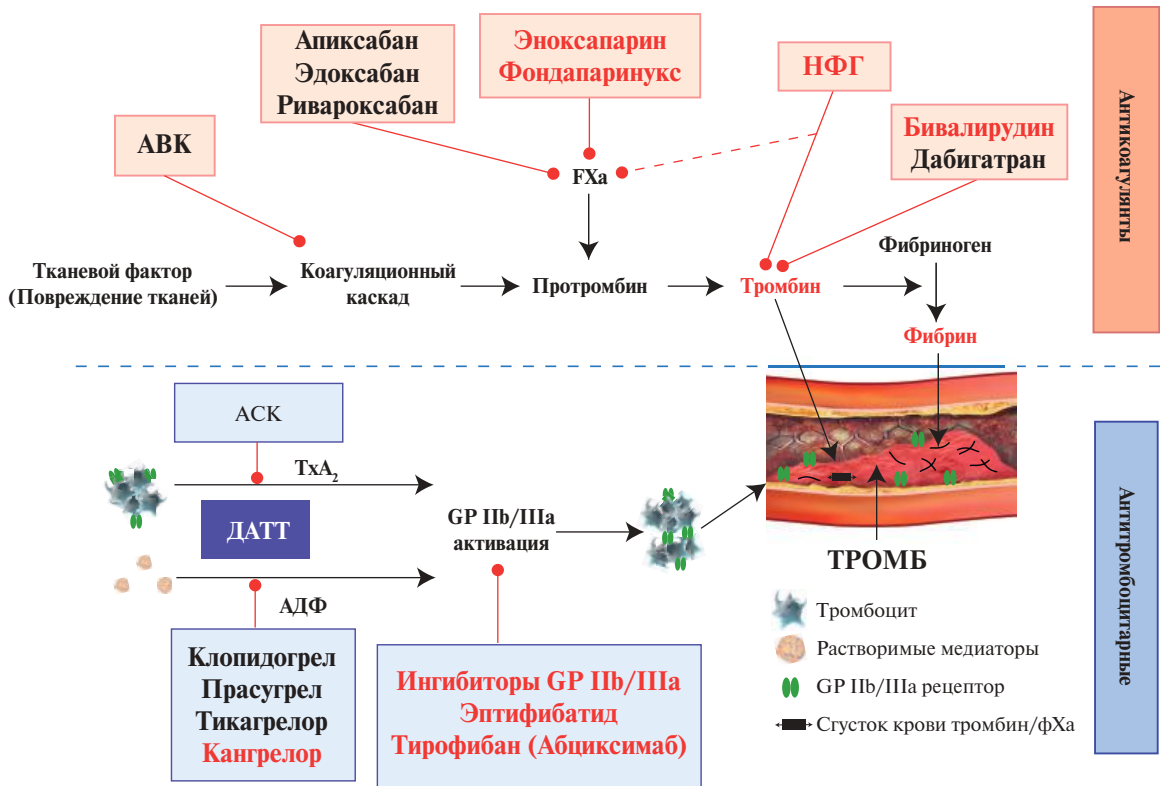 Апиксабан
Эдоксабан
Ривароксабан
Эноксапарин
Фондапаринукс
НФГ
АВК
Бивалирудин
Дабигатран
FXa
Антикоагулянты
Тканевой фактор
(Повреждение тканей)
Коагуляционный
каскад
Протромбин
Тромбин
Фибриноген
Фибрин
АСК
TxA2
ДАТТ
GP IIb/IIIa
активация
АДФ
ТРОМБ
Клопидогрел
Прасугрел
Тикагрелор
Кангрелор
Ингибиторы GP IIb/IIIa
Эптифибатид
Тирофибан (Абциксимаб)
Тромбоцит
Растворимые медиаторы
GP IIb/IIIa рецептор
Сгусток крови тромбин/фХа
Антитромбоцитарные